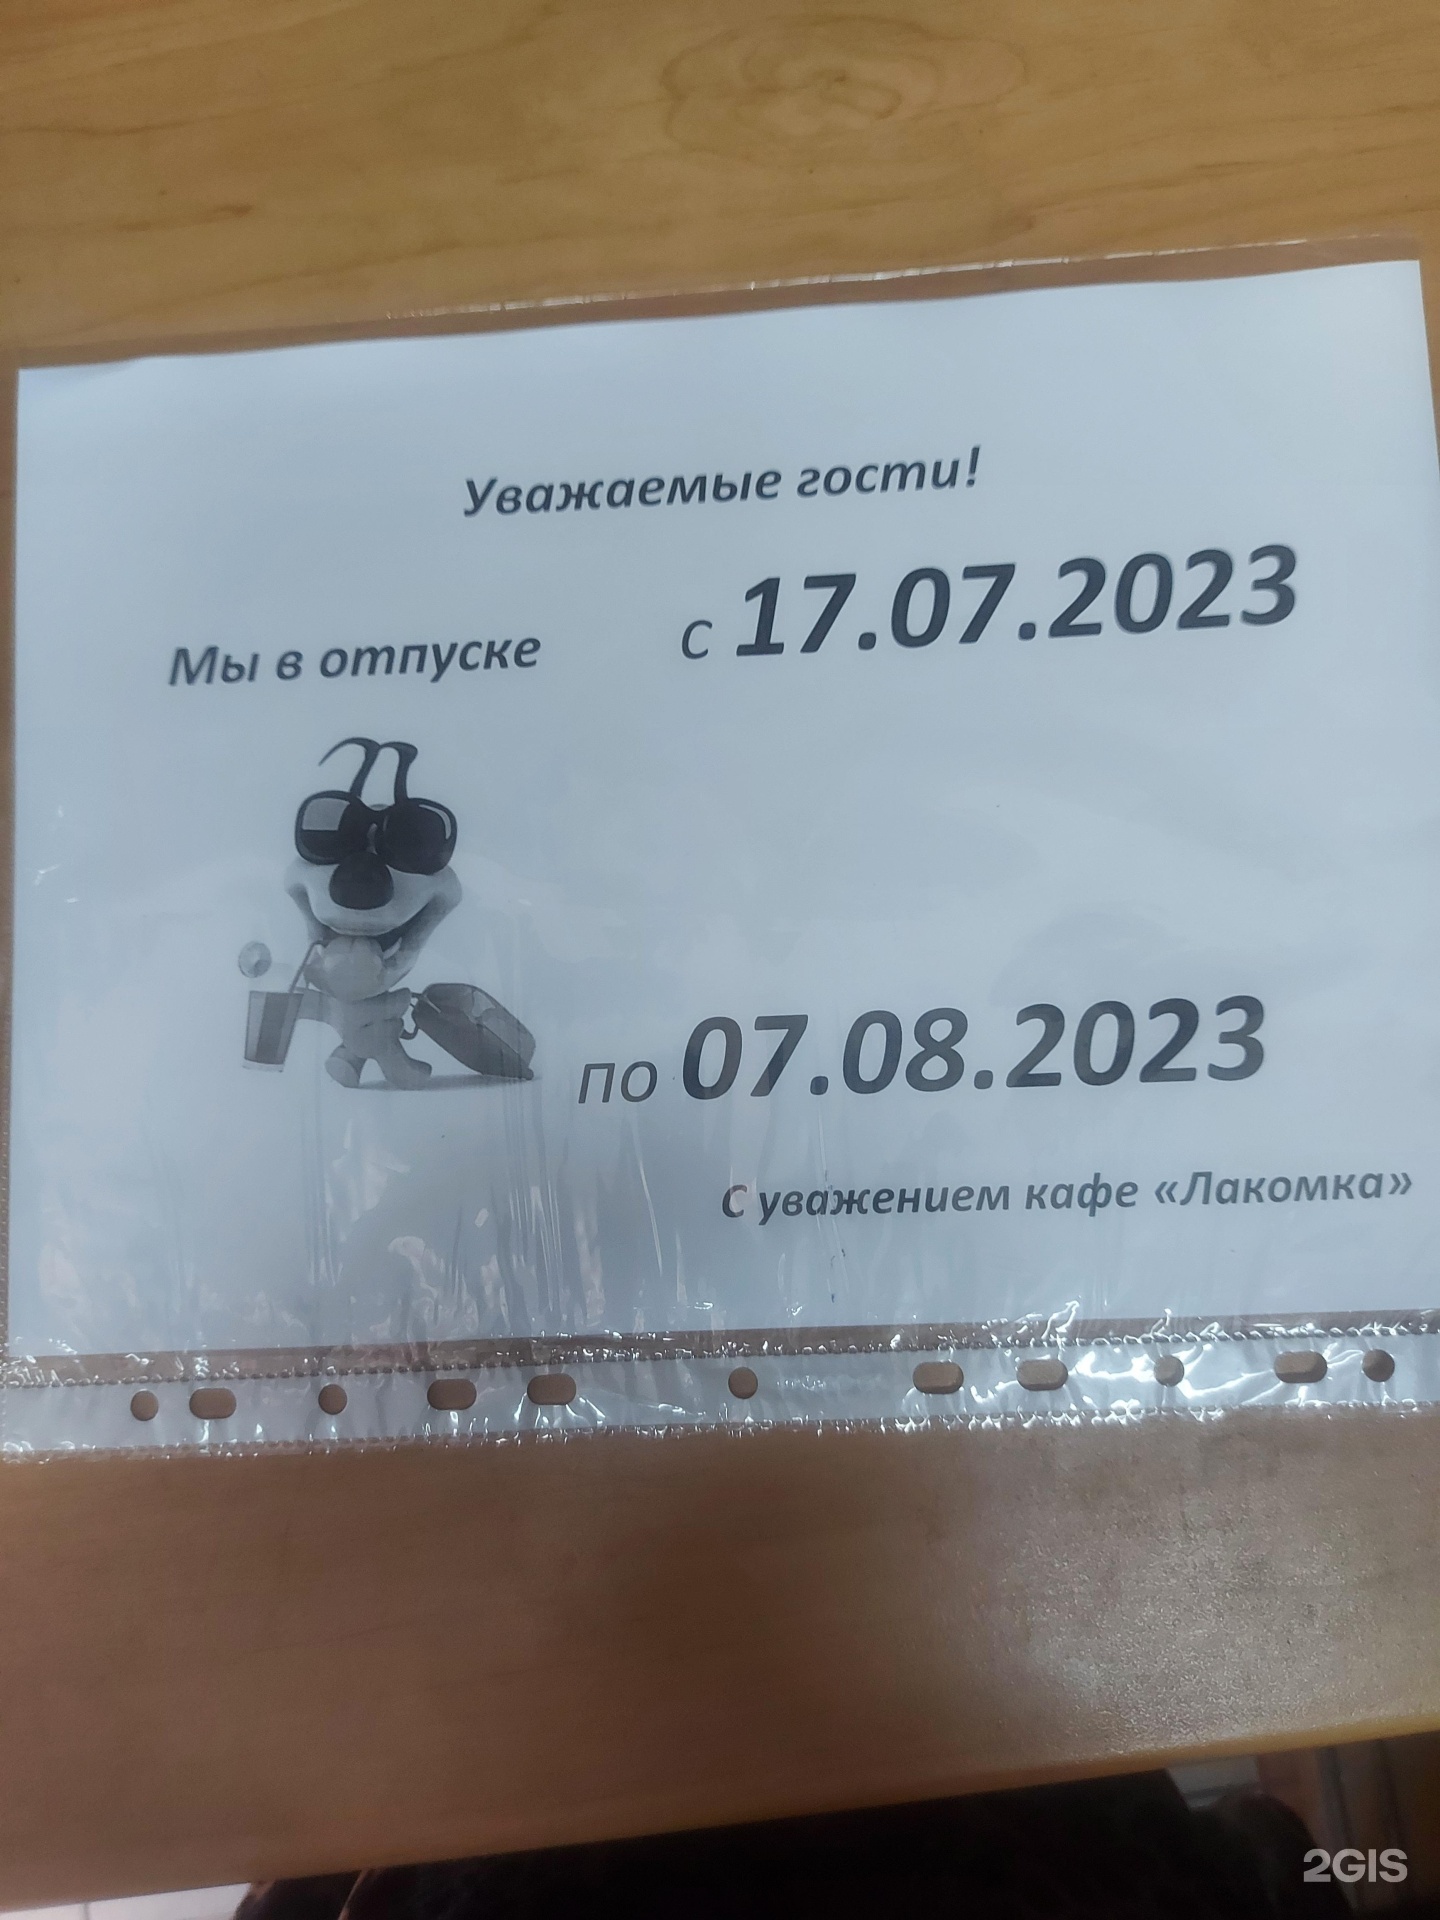 Уважаемые гости!
Мы в отпуске с 17.07.2023
по 07.08.2023
С уважением кафе «Лакомка»
2GIS